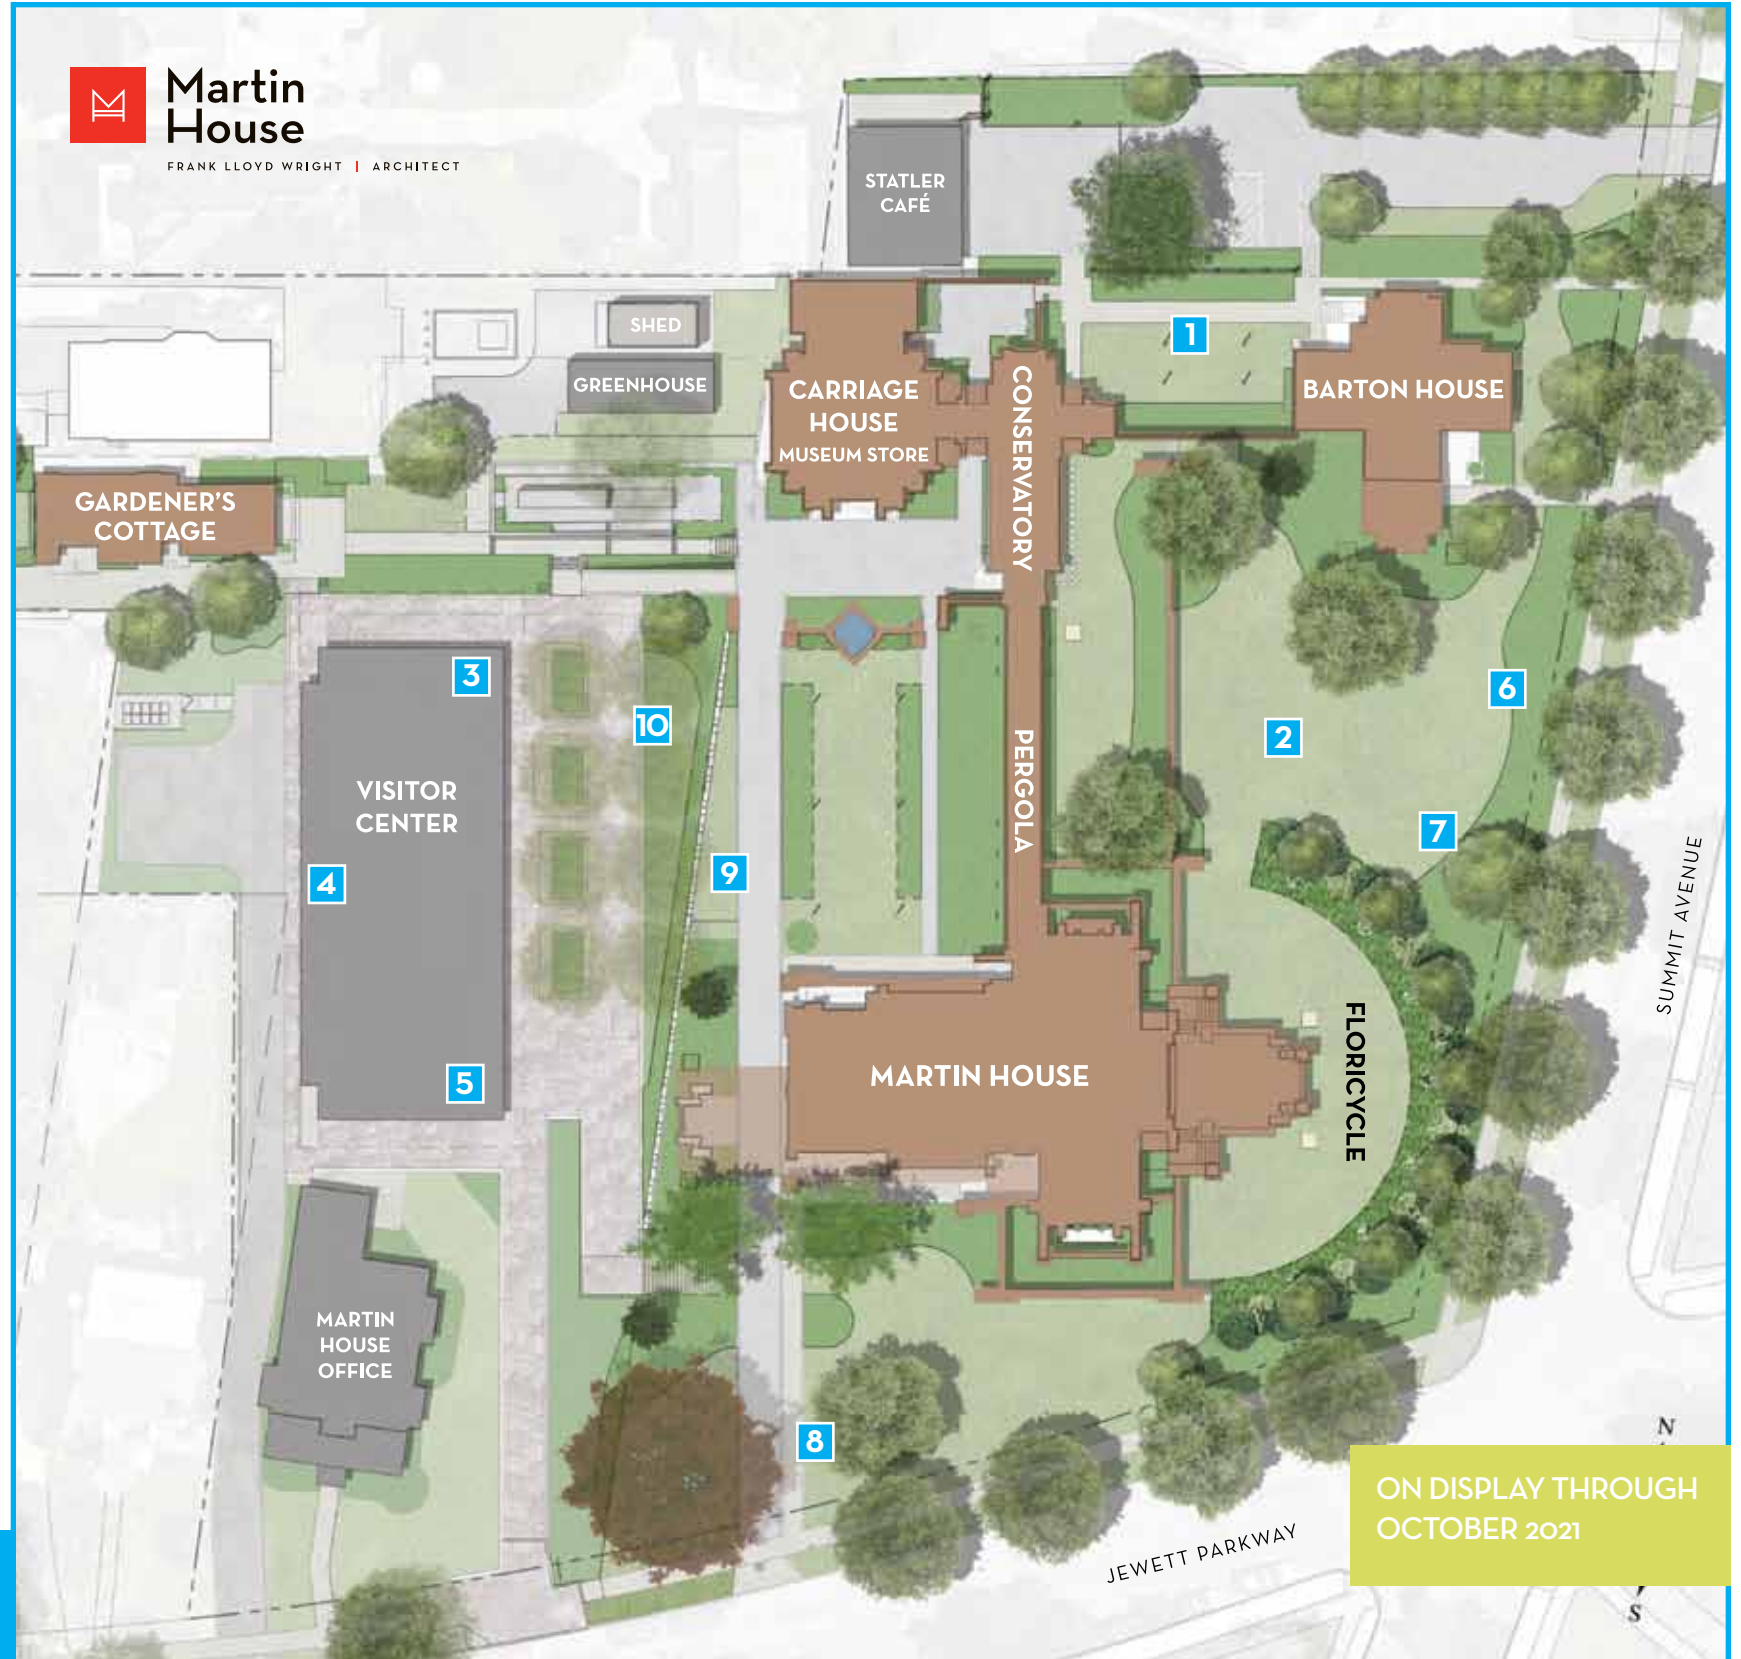 Martin
House
FRANK LLOYD WRIGHT | ARCHITECT
STATLER
CAFÉ
SHED
GREENHOUSE
CARRIAGE
HOUSE
MUSEUM STORE
CONSERVATORY
1
BARTON HOUSE
GARDENER'S
COTTAGE
3
10
6
2
PERGOLA
VISITOR
CENTER
7
4
9
SUMMIT AVENUE
5
MARTIN HOUSE
FLORICYCLE
MARTIN
HOUSE
OFFICE
8
JEWETT PARKWAY
N
ON DISPLAY THROUGH
OCTOBER 2021
S